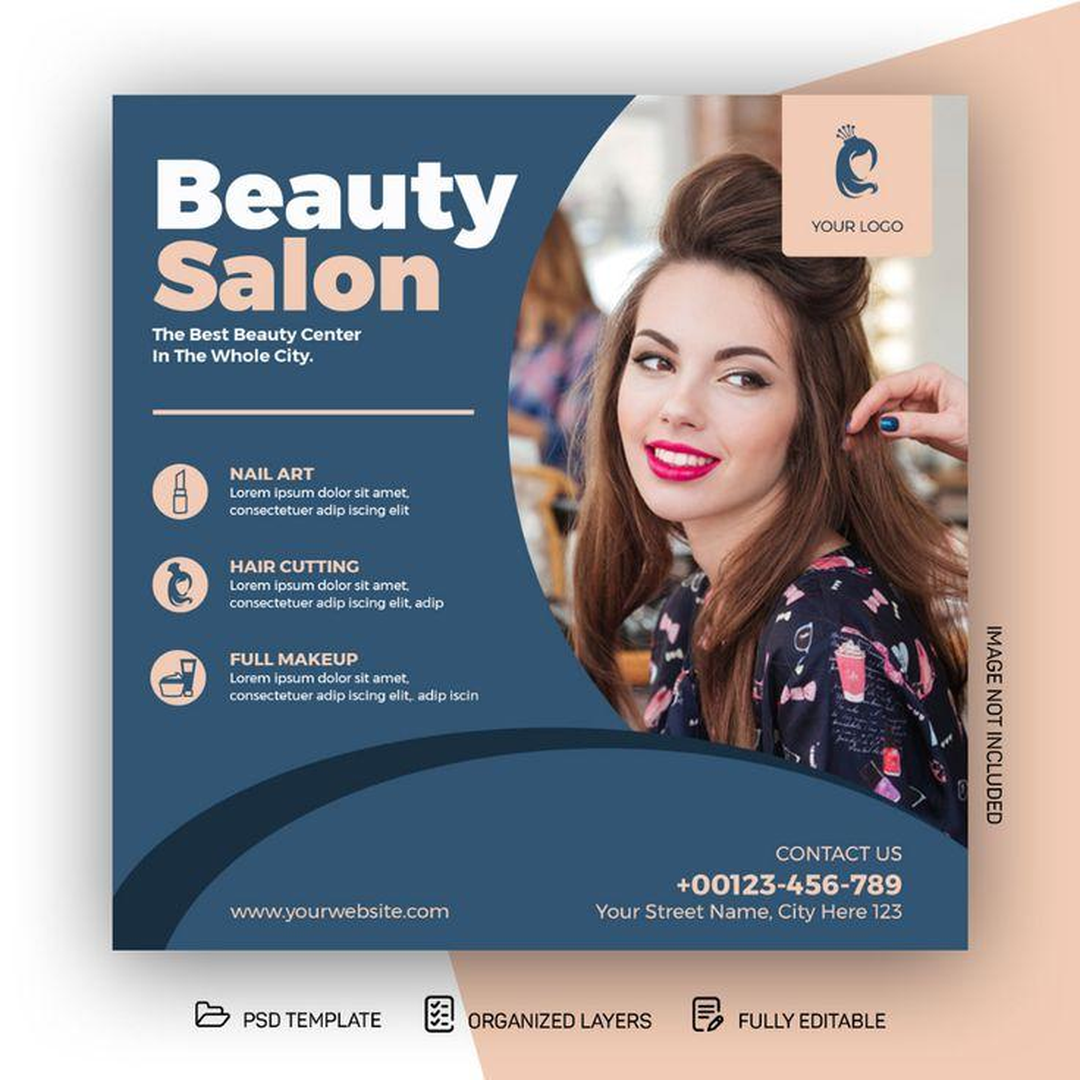 YOUR LOGO
Beauty
Salon
The Best Beauty Center
In The Whole City.
NAIL ART
Lorem ipsum dolor sit amet,
consectetuer adip iscing elit
HAIR CUTTING
Lorem ipsum dolor sit amet,
consectetuer adip iscing elit, adip
FULL MAKEUP
Lorem ipsum dolor sit amet,
consectetuer adip iscing elit,. adip iscin
IMAGE NOT INCLUDED
CONTACT US
+00123-456-789
www.yourwebsite.com
Your Street Name, City Here 123
PSD TEMPLATE
ORGANIZED LAYERS
FULLY EDITABLE